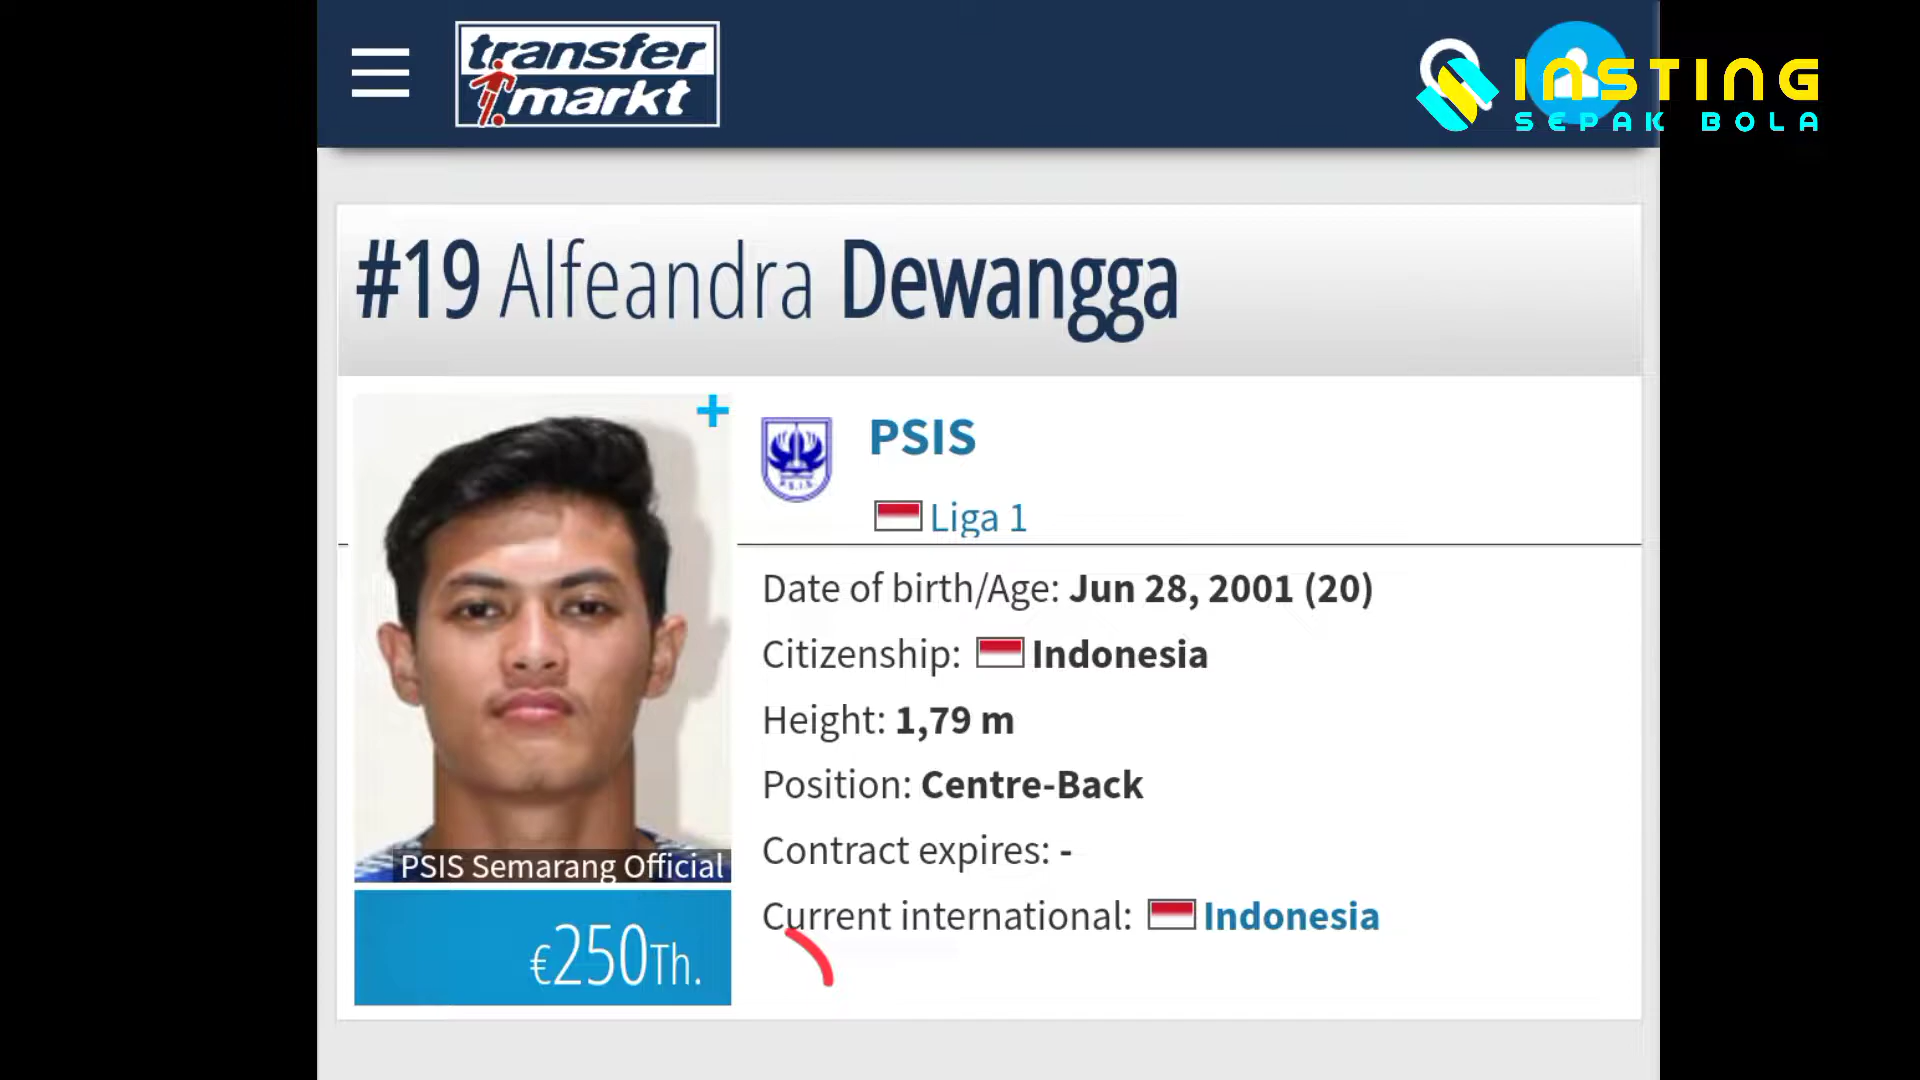 transfer
markt
INSTING
SEPAK BOLA
#19 Alfeandra Dewangga
+
PSIS
P.S.I.S.
Liga 1
Date of birth/Age: Jun 28, 2001 (20)
Citizenship: Indonesia
Height: 1,79 m
Position: Centre-Back
PSIS Semarang Official
Contract expires: -
Current international: Indonesia
€250Th.